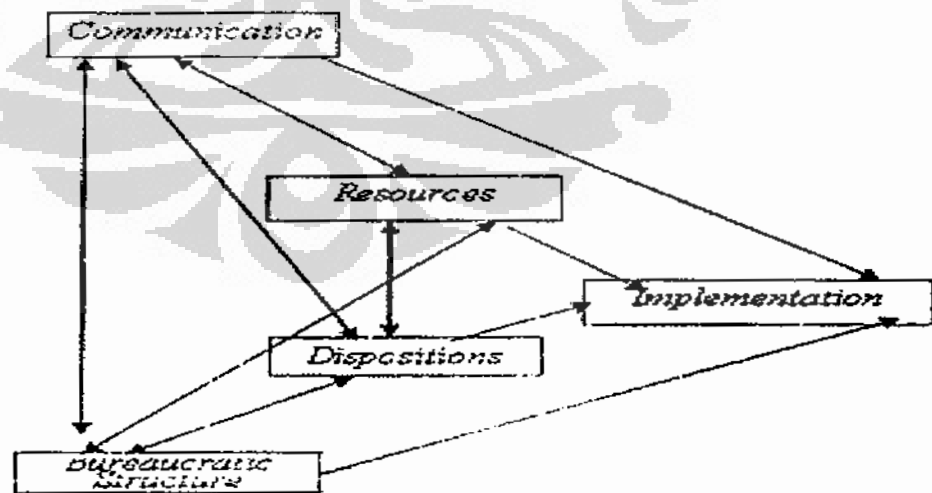 Communication
Resources
Implementation
Dispositions
Bureaucratic
Structure